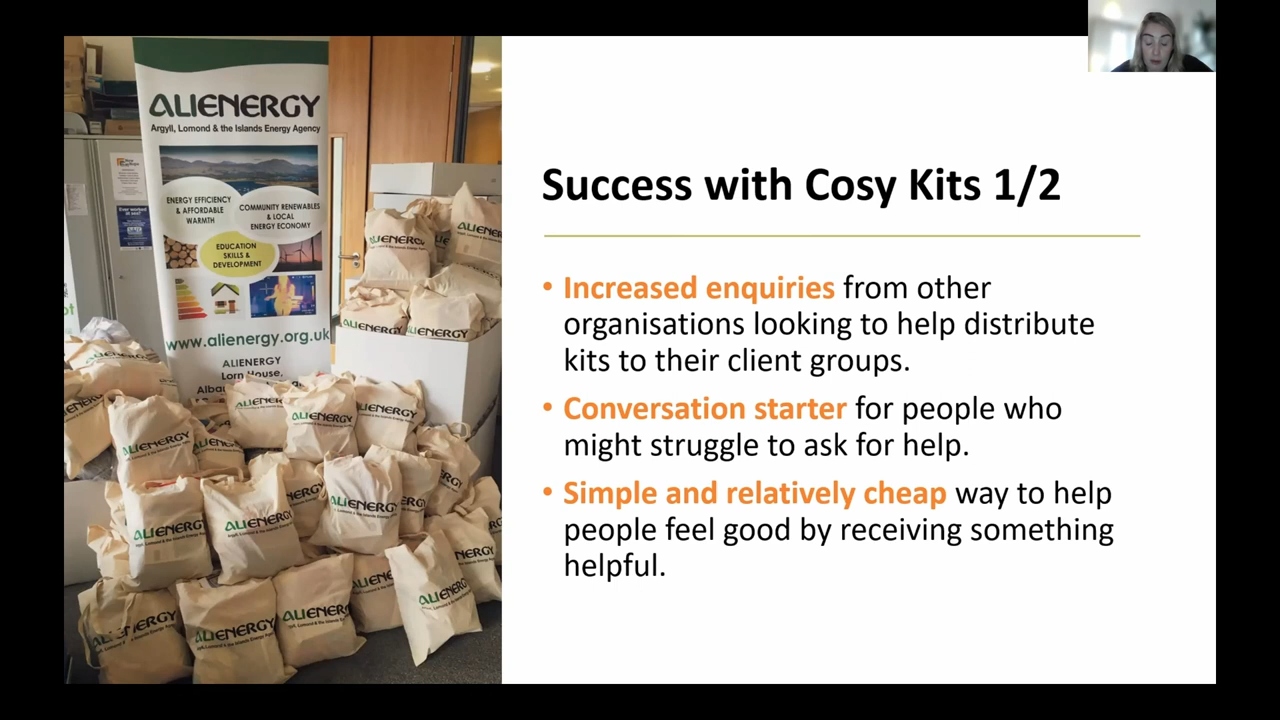 ALIENERGY
Argyll, Lomond & the Islands Energy Agency
ENERGY EFFICIENCY
& AFFORDABLE
WARMTH
COMMUNITY RENEWABLES
& LOCAL
ENERGY ECONOMY
EDUCATION
SKILLS &
DEVELOPMENT
www.alienergy.org.uk
ALIENERGY
Lorn House,
Success with Cosy Kits 1/2
• Increased enquiries from other
organisations looking to help distribute
kits to their client groups.
• Conversation starter for people who
might struggle to ask for help.
• Simple and relatively cheap way to help
people feel good by receiving something
helpful.
ALIENERGY
ALIENERGY
ALIENERGY
ALIENERGY
ALIENERGY
ALIENERGY
ALIENERGY